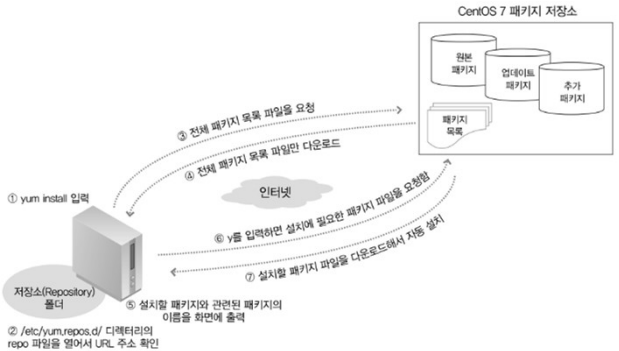 CentOS 7 패키지 저장소
원본
패키지
업데이트
패키지
추가
패키지
패키지
목록
③ 전체 패키지 목록 파일을 요청
④ 전체 패키지 목록 파일만 다운로드
① yum install 입력
인터넷
⑥ y를 입력하면 설치에 필요한 패키지 파일을 요청함
⑦ 설치할 패키지 파일을 다운로드해서 자동 설치
저장소(Repository)
폴더
⑤ 설치할 패키지와 관련된 패키지의
이름을 화면에 출력
② /etc/yum.repos.d/ 디렉터리의
repo 파일을 열어서 URL 주소 확인